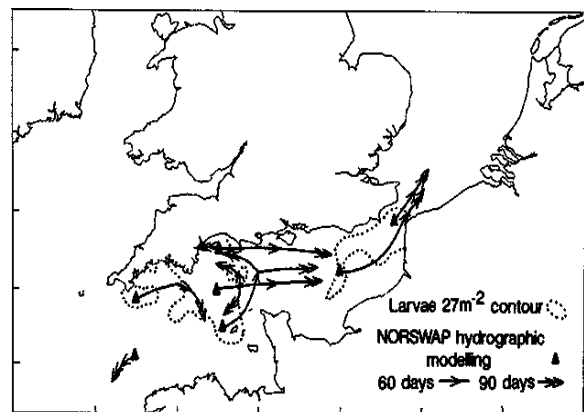 Larvae 27m⁻² contour
NORSWAP hydrographic
modelling
60 days 90 days